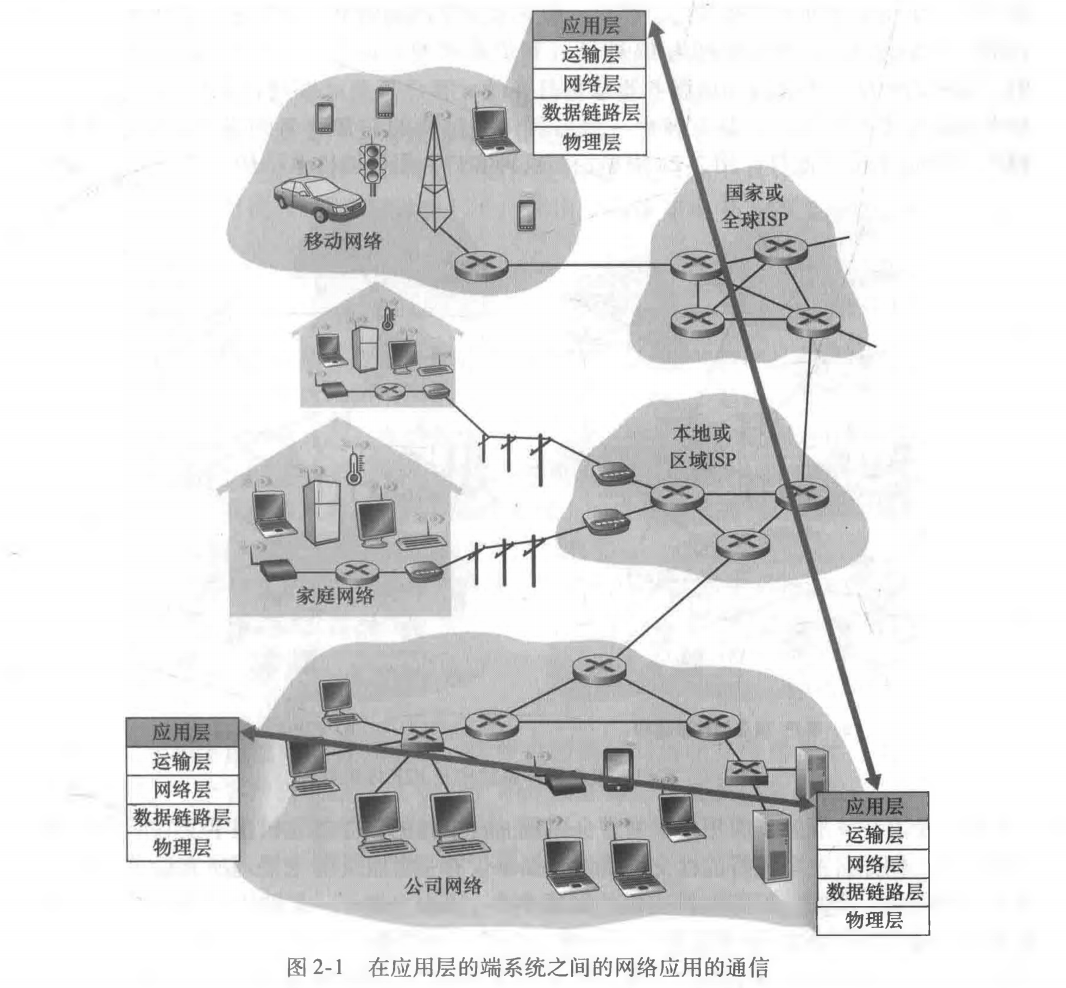 应用层
运输层
网络层
数据链路层
物理层
国家或
全球ISP
移动网络
本地或
区域ISP
家庭网络
应用层
运输层
网络层
数据链路层
物理层
应用层
运输层
网络层
数据链路层
物理层
公司网络
图 2-1 在应用层的端系统之间的网络应用的通信